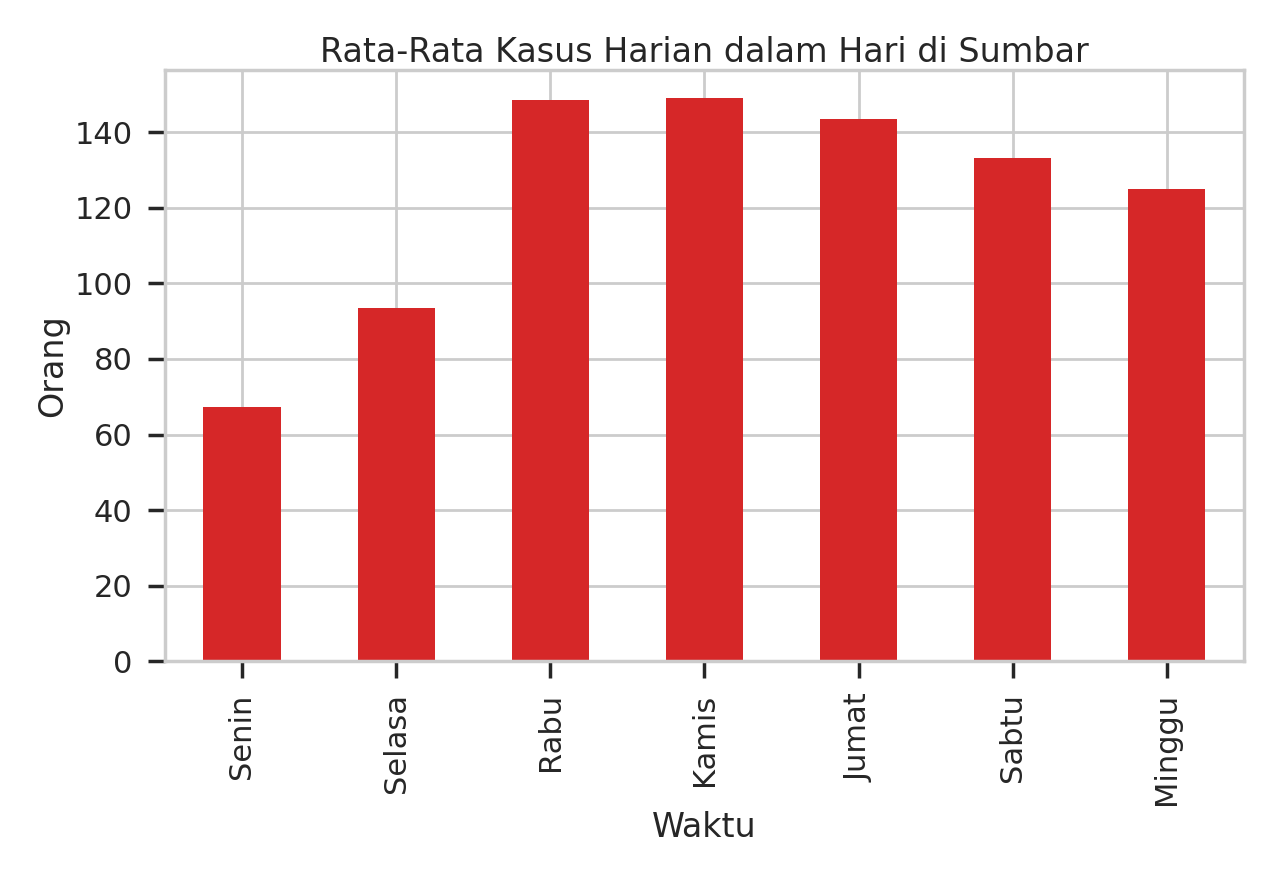 Rata-Rata Kasus Harian dalam Hari di Sumbar
Orang
140
120
100
80
60
40
20
0
Senin
Selasa
Rabu
Kamis
Jumat
Sabtu
Minggu
Waktu